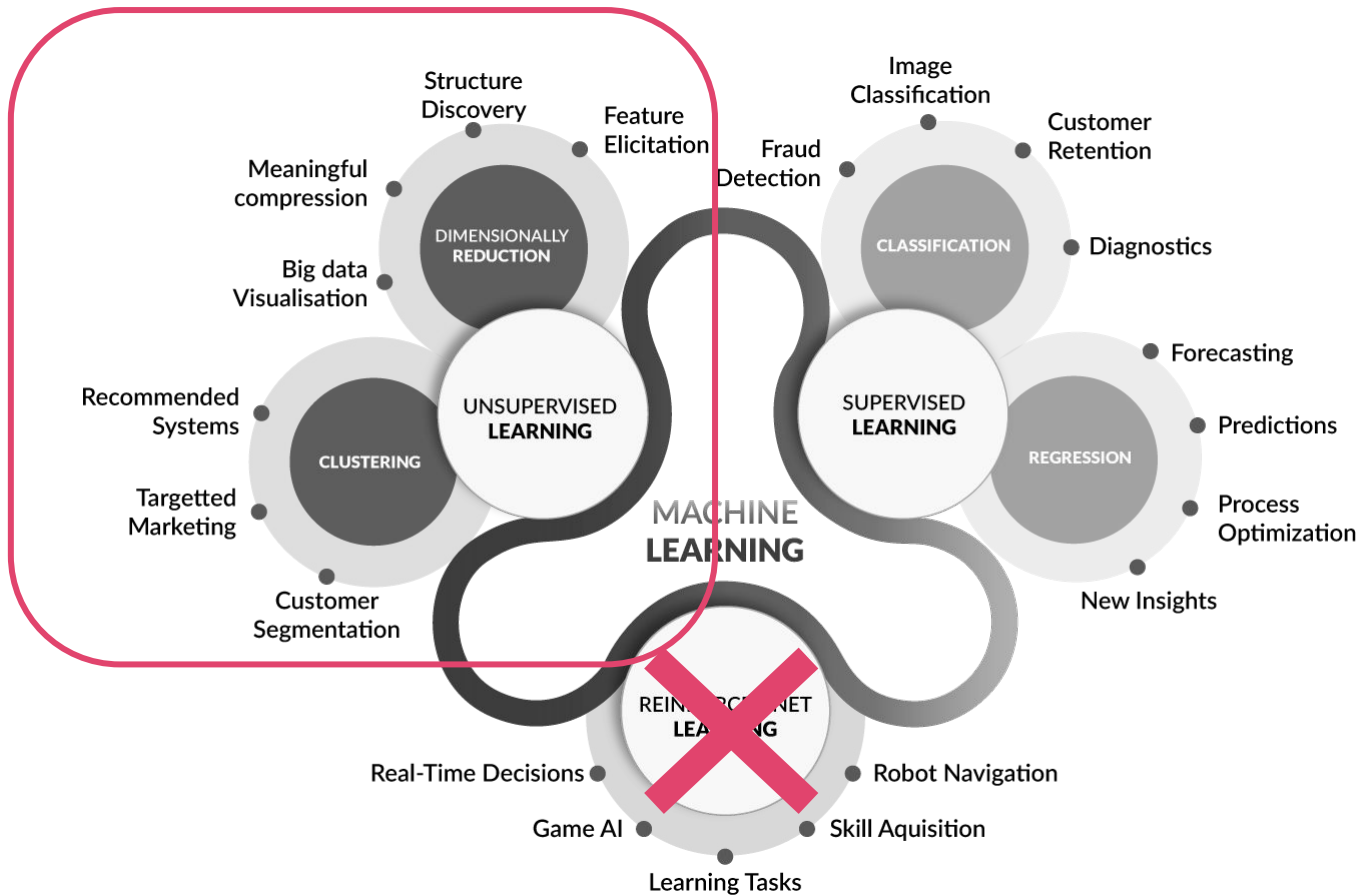 Structure
Discovery
Feature
Elicitation
Meaningful
compression
DIMENSIONALLY
REDUCTION
Big data
Visualisation
Recommended
Systems
UNSUPERVISED
LEARNING
CLUSTERING
Targetted
Marketing
Customer
Segmentation
Image
Classification
Customer
Retention
Fraud
Detection
CLASSIFICATION
Diagnostics
Forecasting
SUPERVISED
LEARNING
Predictions
REGRESSION
Process
Optimization
New Insights
MACHINE
LEARNING
LEARNING
Real-Time Decisions
Robot Navigation
Game AI
Skill Aquisition
Learning Tasks